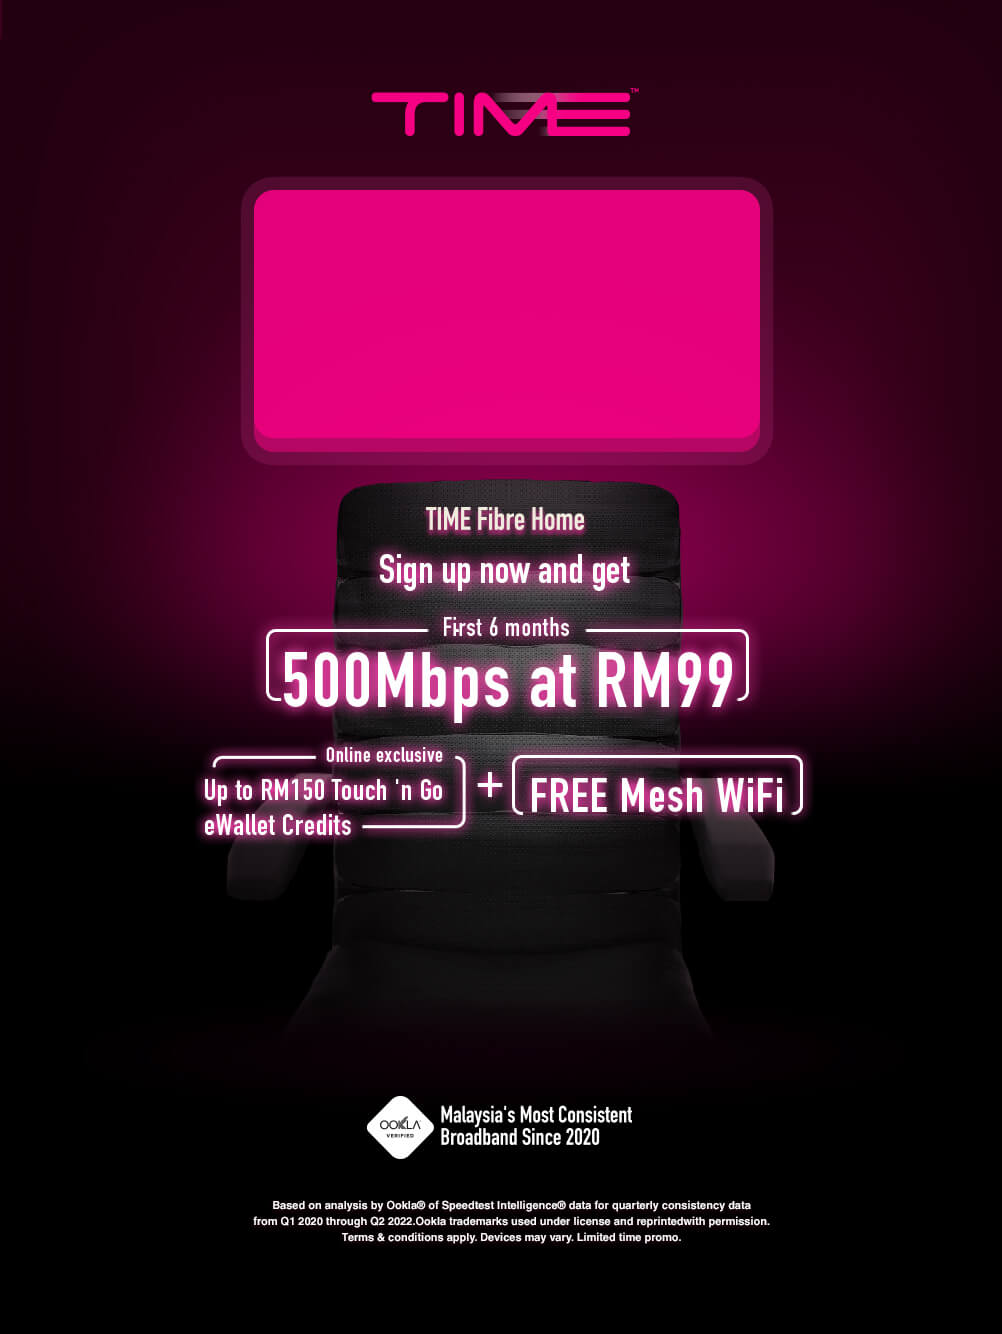 TIME™
TIME Fibre Home
Sign up now and get
First 6 months
500Mbps at RM99
Online exclusive
Up to RM150 Touch 'n Go
eWallet Credits
+
FREE Mesh WiFi
OOKLA
VERIFIED
Malaysia's Most Consistent
Broadband Since 2020
Based on analysis by Ookla® of Speedtest Intelligence® data for quarterly consistency data
from Q1 2020 through Q2 2022.Ookla trademarks used under license and reprintedwith permission.
Terms & conditions apply. Devices may vary. Limited time promo.